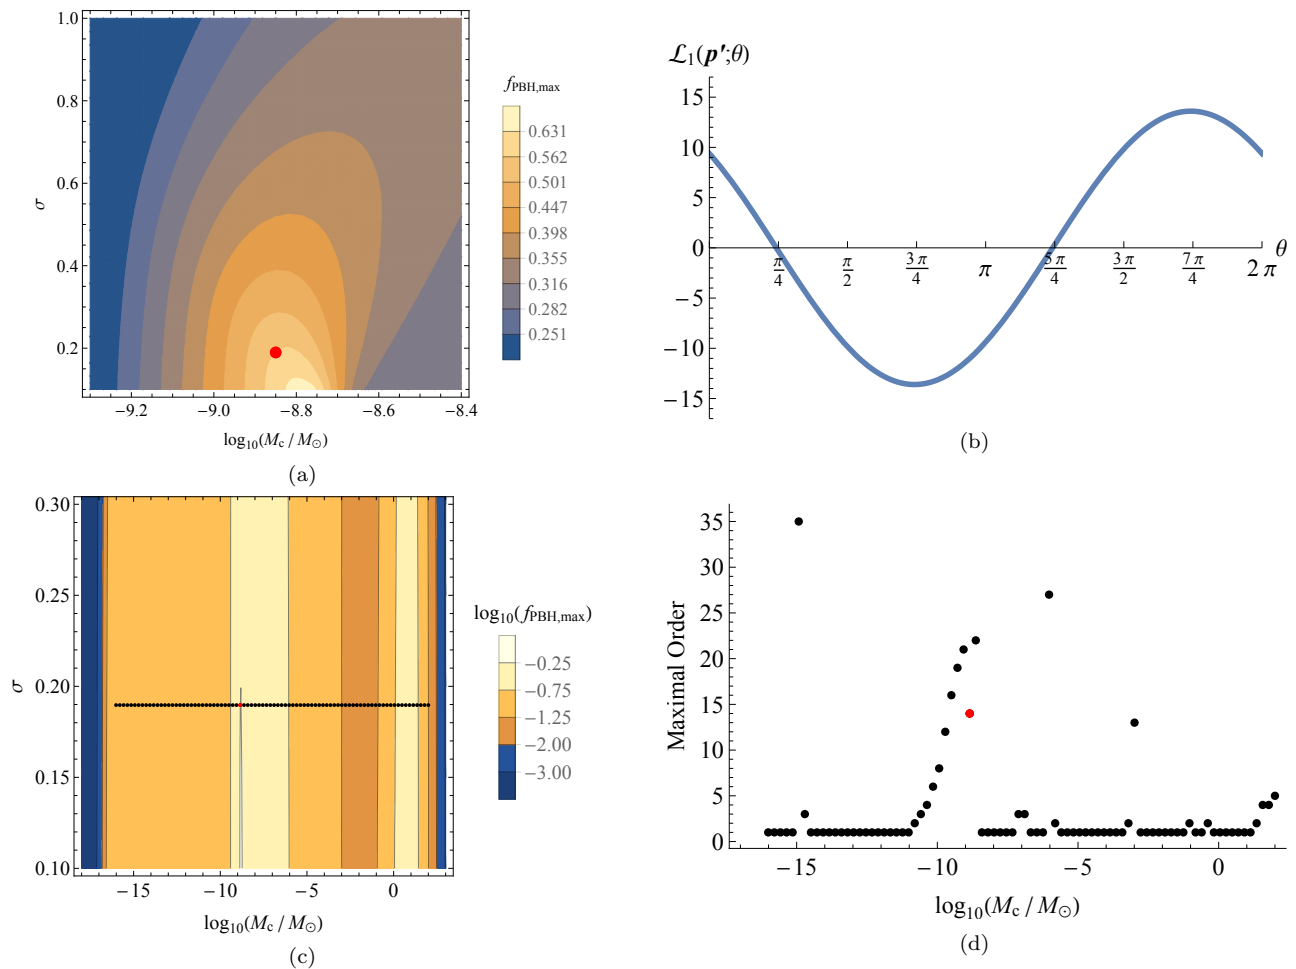 1.0
0.8
0.6
0.4
0.2
σ
−9.2 −9.0 −8.8 −8.6 −8.4
log10(Mc / M⊙)
fPBH,max
0.631
0.562
0.501
0.447
0.398
0.355
0.316
0.282
0.251
(a)
ℒ1(p′;θ)
15
10
5
0
−5
−10
−15
π/4 π/2 3π/4 π 5π/4 3π/2 7π/4 2π θ
(b)
0.30
0.25
0.20
0.15
0.10
σ
−15 −10 −5 0
log10(Mc / M⊙)
log10(fPBH,max)
−0.25
−0.75
−1.25
−2.00
−3.00
(c)
Maximal Order
35
30
25
20
15
10
5
0
−15 −10 −5 0
log10(Mc / M⊙)
(d)